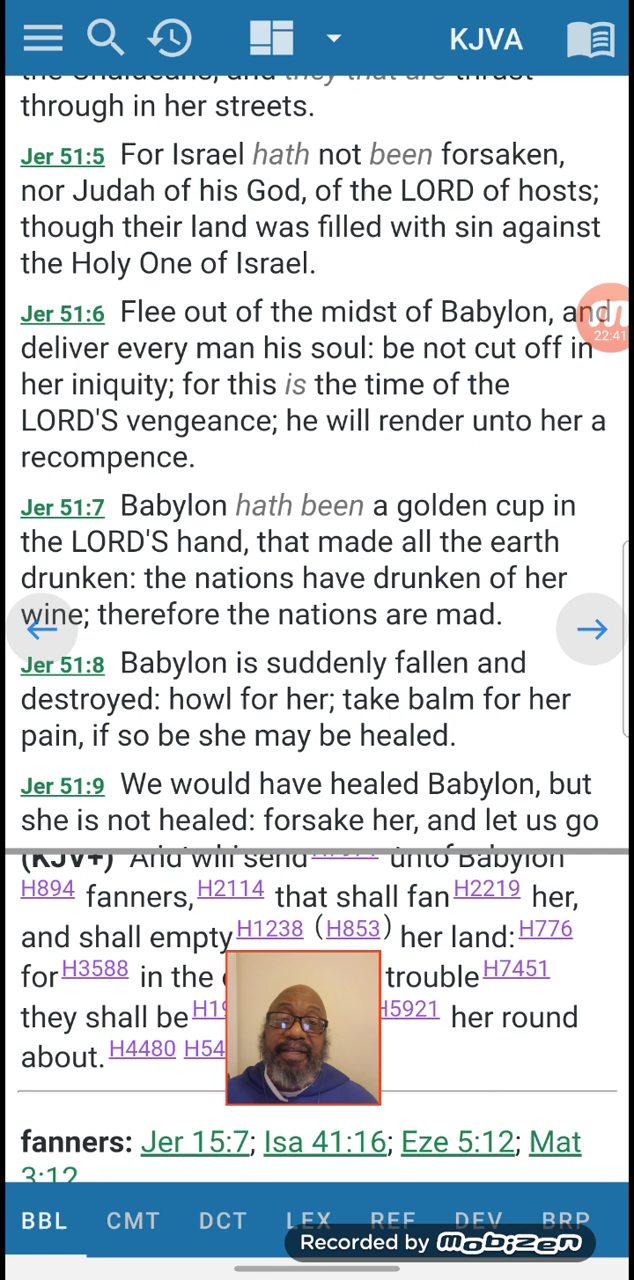 KJVA
through in her streets.
Jer 51:5 For Israel hath not been forsaken,
nor Judah of his God, of the LORD of hosts;
though their land was filled with sin against
the Holy One of Israel.
Jer 51:6 Flee out of the midst of Babylon, and
22:41
deliver every man his soul: be not cut off in
her iniquity; for this is the time of the
LORD'S vengeance; he will render unto her a
recompence.
Jer 51:7 Babylon hath been a golden cup in
the LORD'S hand, that made all the earth
drunken: the nations have drunken of her
wine; therefore the nations are mad.
Jer 51:8 Babylon is suddenly fallen and
destroyed: howl for her; take balm for her
pain, if so be she may be healed.
Jer 51:9 We would have healed Babylon, but
she is not healed: forsake her, and let us go
(KJV+) And will send unto Babylon
H894 fanners, H2114 that shall fan H2219 her,
and shall empty H1238 (H853) her land: H776
for H3588 in the trouble H7451
they shall be H5921 her round
about. H4480
fanners: Jer 15:7; Isa 41:16; Eze 5:12; Mat
3:12
BBL CMT DCT LEX REF DEV BRP
Recorded by mobizen